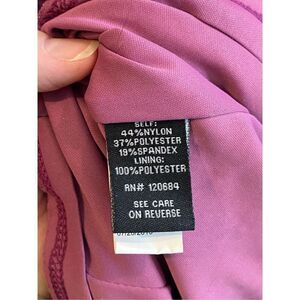 SELF:
44%NYLON
37%POLYESTER
19%SPANDEX
LINING:
100%POLYESTER
RN# 120684
SEE CARE
ON REVERSE